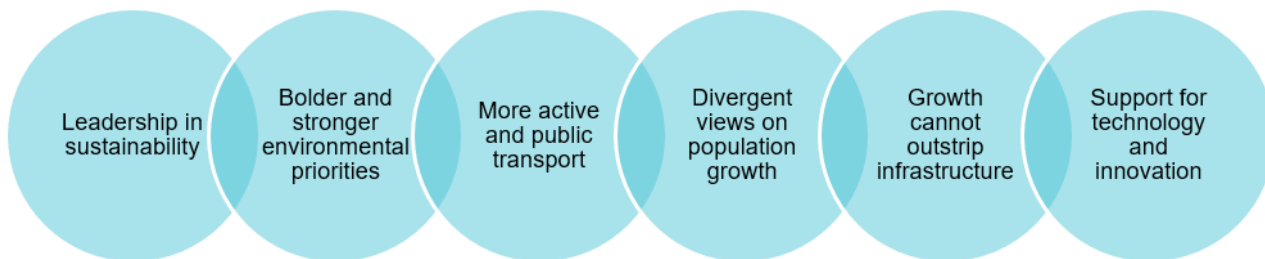 Leadership in
sustainability
Bolder and
stronger
environmental
priorities
More active
and public
transport
Divergent
views on
population
growth
Growth
cannot
outstrip
infrastructure
Support for
technology
and
innovation